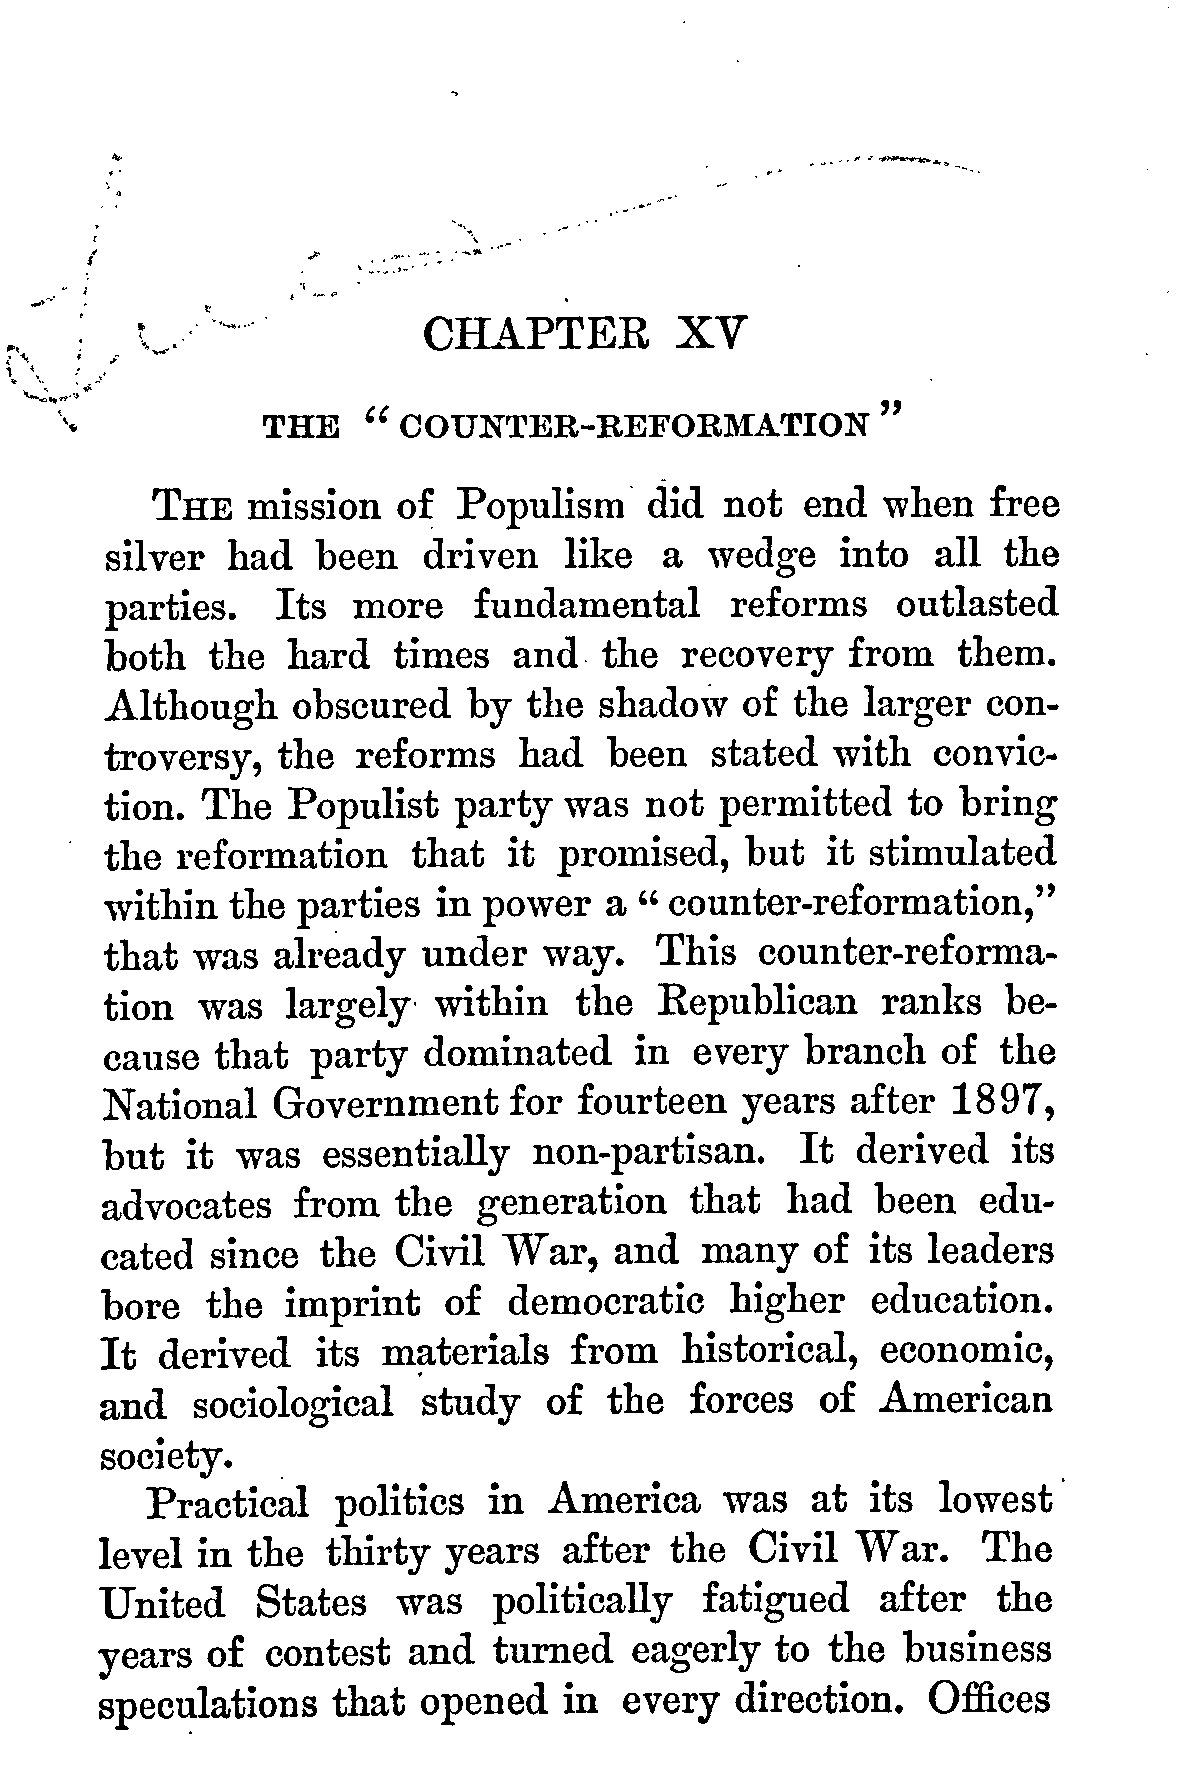 CHAPTER XV
THE “ COUNTER-REFORMATION ”
THE mission of Populism did not end when free
silver had been driven like a wedge into all the
parties. Its more fundamental reforms outlasted
both the hard times and the recovery from them.
Although obscured by the shadow of the larger con-
troversy, the reforms had been stated with convic-
tion. The Populist party was not permitted to bring
the reformation that it promised, but it stimulated
within the parties in power a “ counter-reformation,”
that was already under way. This counter-reforma-
tion was largely within the Republican ranks be-
cause that party dominated in every branch of the
National Government for fourteen years after 1897,
but it was essentially non-partisan. It derived its
advocates from the generation that had been edu-
cated since the Civil War, and many of its leaders
bore the imprint of democratic higher education.
It derived its materials from historical, economic,
and sociological study of the forces of American
society.
Practical politics in America was at its lowest
level in the thirty years after the Civil War. The
United States was politically fatigued after the
years of contest and turned eagerly to the business
speculations that opened in every direction. Offices